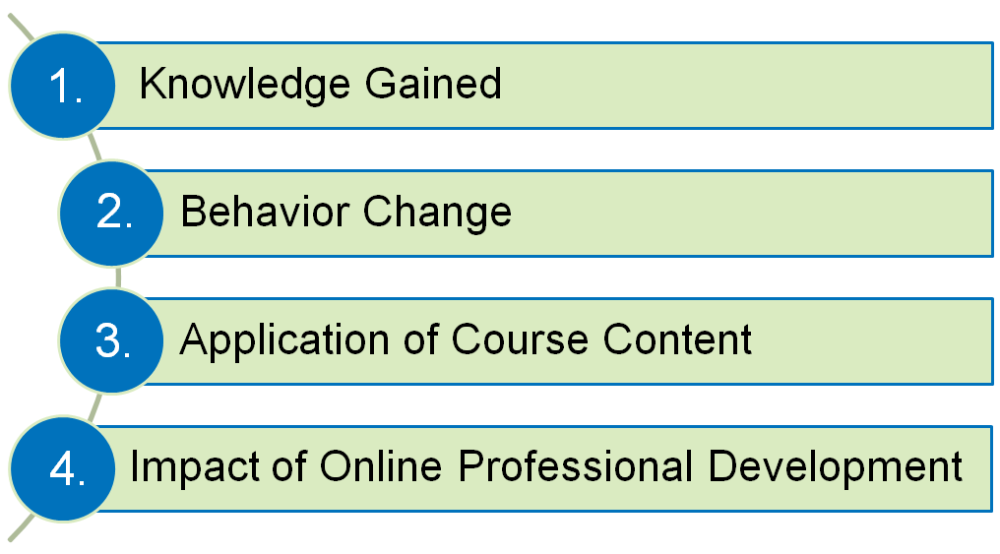 1. Knowledge Gained
2. Behavior Change
3. Application of Course Content
4. Impact of Online Professional Development